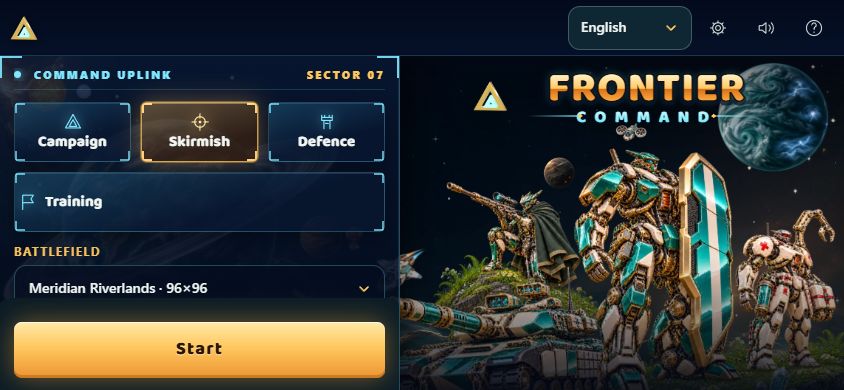 English
COMMAND UPLINK
SECTOR 07
Campaign
Skirmish
Defence
Training
BATTLEFIELD
Meridian Riverlands · 96×96
Start
FRONTIER
COMMAND